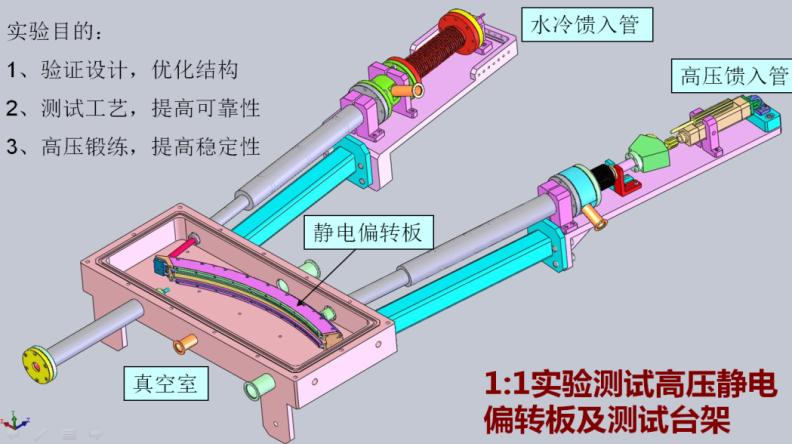 实验目的：
1、验证设计，优化结构
2、测试工艺，提高可靠性
3、高压锻练，提高稳定性
水冷馈入管
高压馈入管
静电偏转板
真空室
1:1实验测试高压静电
偏转板及测试台架